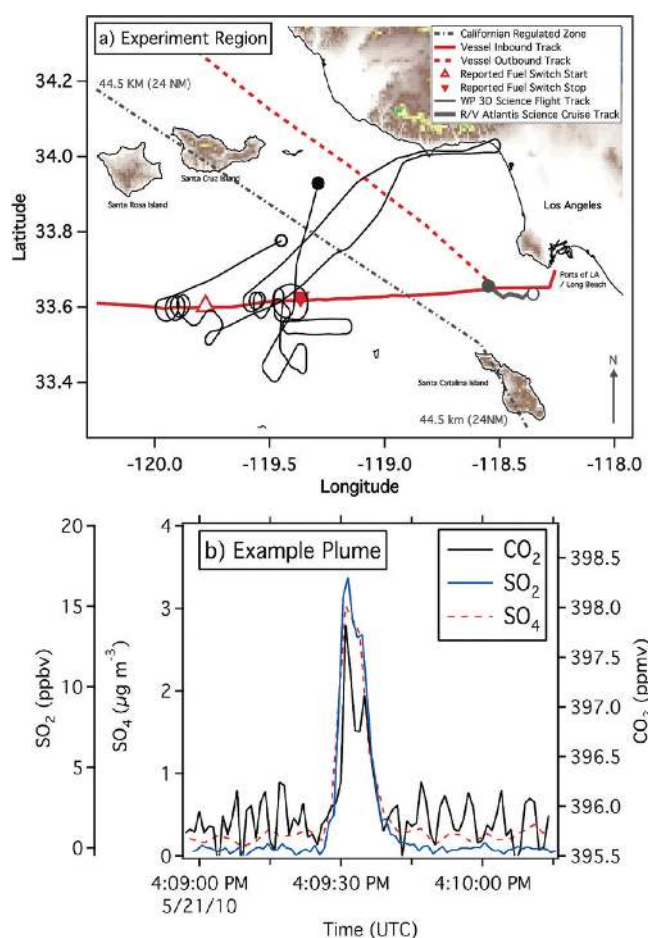 a) Experiment Region
Californian Regulated Zone
Vessel Inbound Track
Vessel Outbound Track
Reported Fuel Switch Start
Reported Fuel Switch Stop
WP 3D Science Flight Track
R/V Atlantis Science Cruise Track
44.5 KM (24 NM)
Santa Cruz Island
Santa Rosa Island
Los Angeles
Ports of LA
/ Long Beach
Santa Catalina Island
44.5 km (24NM)
N
34.2
34.0
33.8
33.6
33.4
Latitude
-120.0
-119.5
-119.0
-118.5
-118.0
Longitude
b) Example Plume
CO₂
SO₂
SO₄
20
15
10
5
0
SO₂ (ppbv)
4
3
2
1
0
SO₄ (µg m⁻³)
398.5
398.0
397.5
397.0
396.5
396.0
395.5
CO₂ (ppmv)
4:09:00 PM
5/21/10
4:09:30 PM
4:10:00 PM
Time (UTC)